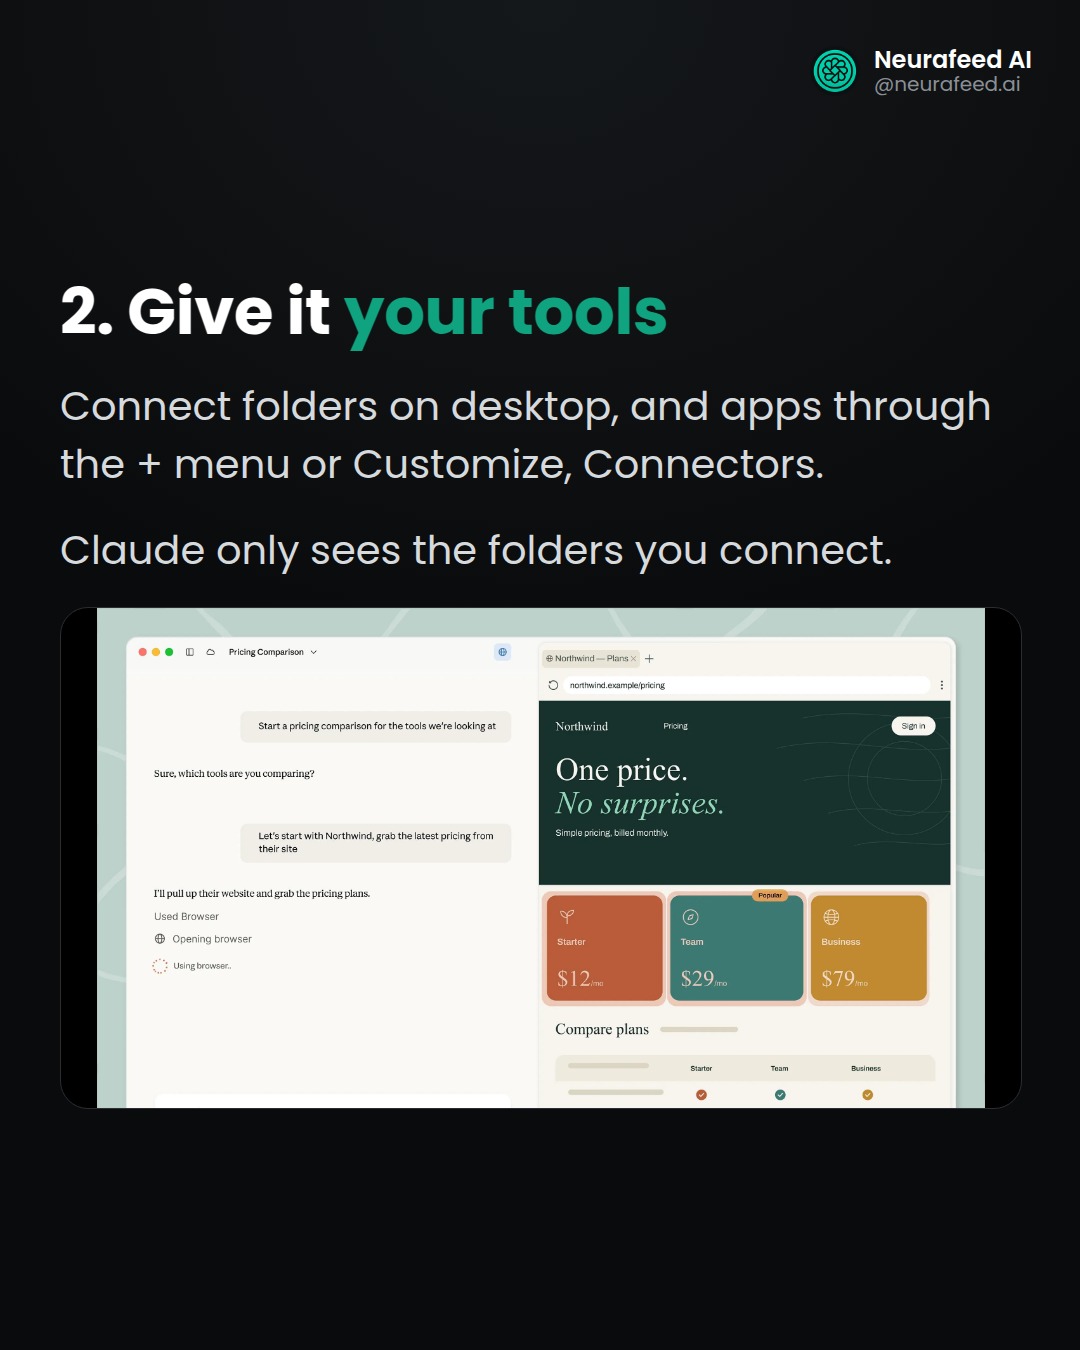 Neurafeed AI
@neurafeed.ai
2. Give it your tools
Connect folders on desktop, and apps through
the + menu or Customize, Connectors.
Claude only sees the folders you connect.
Pricing Comparison
Start a pricing comparison for the tools we're looking at
Sure, which tools are you comparing?
Let's start with Northwind, grab the latest pricing from
their site
I'll pull up their website and grab the pricing plans.
Used Browser
Opening browser
Using browser..
Northwind — Plans
northwind.example/pricing
Northwind
Pricing
Sign in
One price.
No surprises.
Simple pricing, billed monthly.
Popular
Starter
$12/mo
Team
$29/mo
Business
$79/mo
Compare plans
Starter Team Business